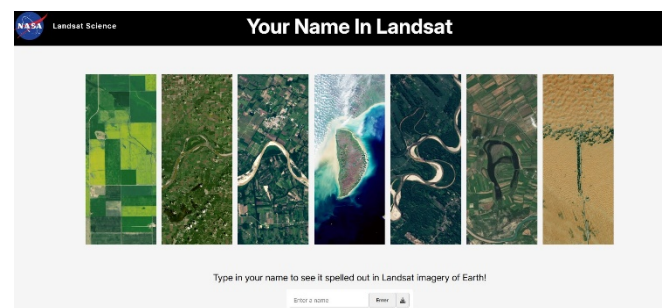 NASA
Landsat Science
Your Name In Landsat
Type in your name to see it spelled out in Landsat imagery of Earth!
Enter a name
Enter